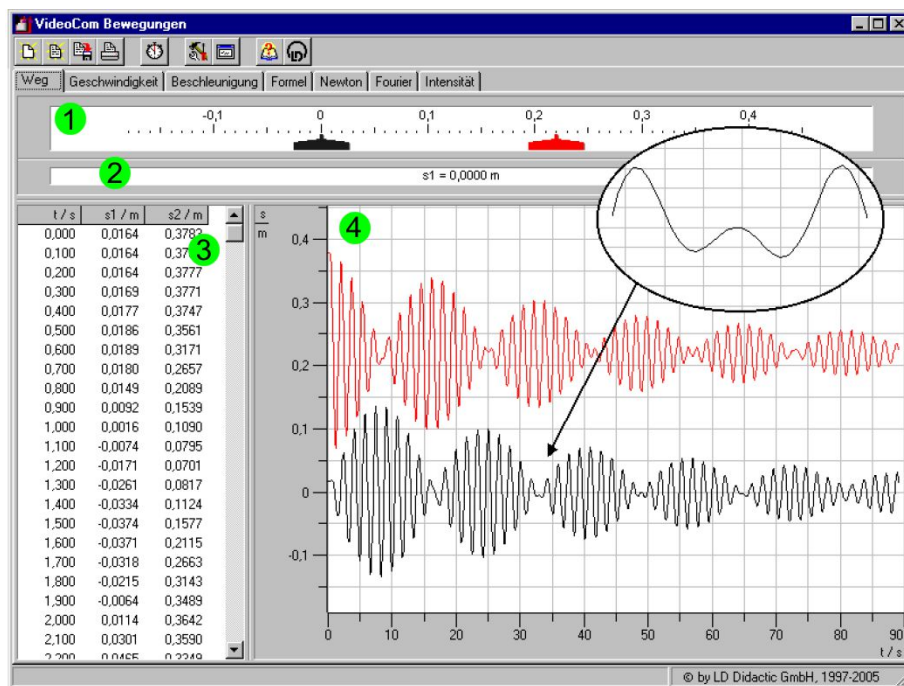 VideoCom Bewegungen
Weg Geschwindigkeit Beschleunigung Formel Newton Fourier Intensität
-0,1 0 0,1 0,2 0,3 0,4
1
2
s1 = 0,0000 m
t / s s1 / m s2 / m
0,000 0,0164
0,100 0,0164
0,200 0,0164 0,3777
0,300 0,0169 0,3771
0,400 0,0177 0,3747
0,500 0,0186 0,3561
0,600 0,0189 0,3171
0,700 0,0180 0,2657
0,800 0,0149 0,2089
0,900 0,0092 0,1539
1,000 0,0016 0,1090
1,100 -0,0074 0,0795
1,200 -0,0171 0,0701
1,300 -0,0261 0,0817
1,400 -0,0334 0,1124
1,500 -0,0374 0,1577
1,600 -0,0371 0,2115
1,700 -0,0318 0,2663
1,800 -0,0215 0,3143
1,900 -0,0064 0,3489
2,000 0,0114 0,3642
2,100 0,0301 0,3590
3
s
m
4
0,4
0,3
0,2
0,1
0
-0,1
0 10 20 30 40 50 60 70 80 90
t / s
© by LD Didactic GmbH, 1997-2005